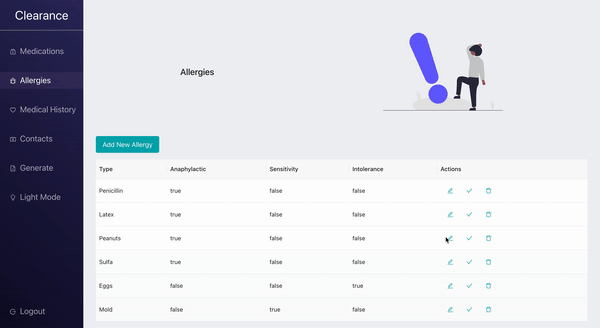 Clearance
Medications
Allergies
Medical History
Contacts
Generate
Light Mode
Logout
Allergies
Add New Allergy
Type Anaphylactic Sensitivity Intolerance Actions
Penicillin true false false
Latex true false false
Peanuts true false false
Sulfa true false false
Eggs false false true
Mold false true false